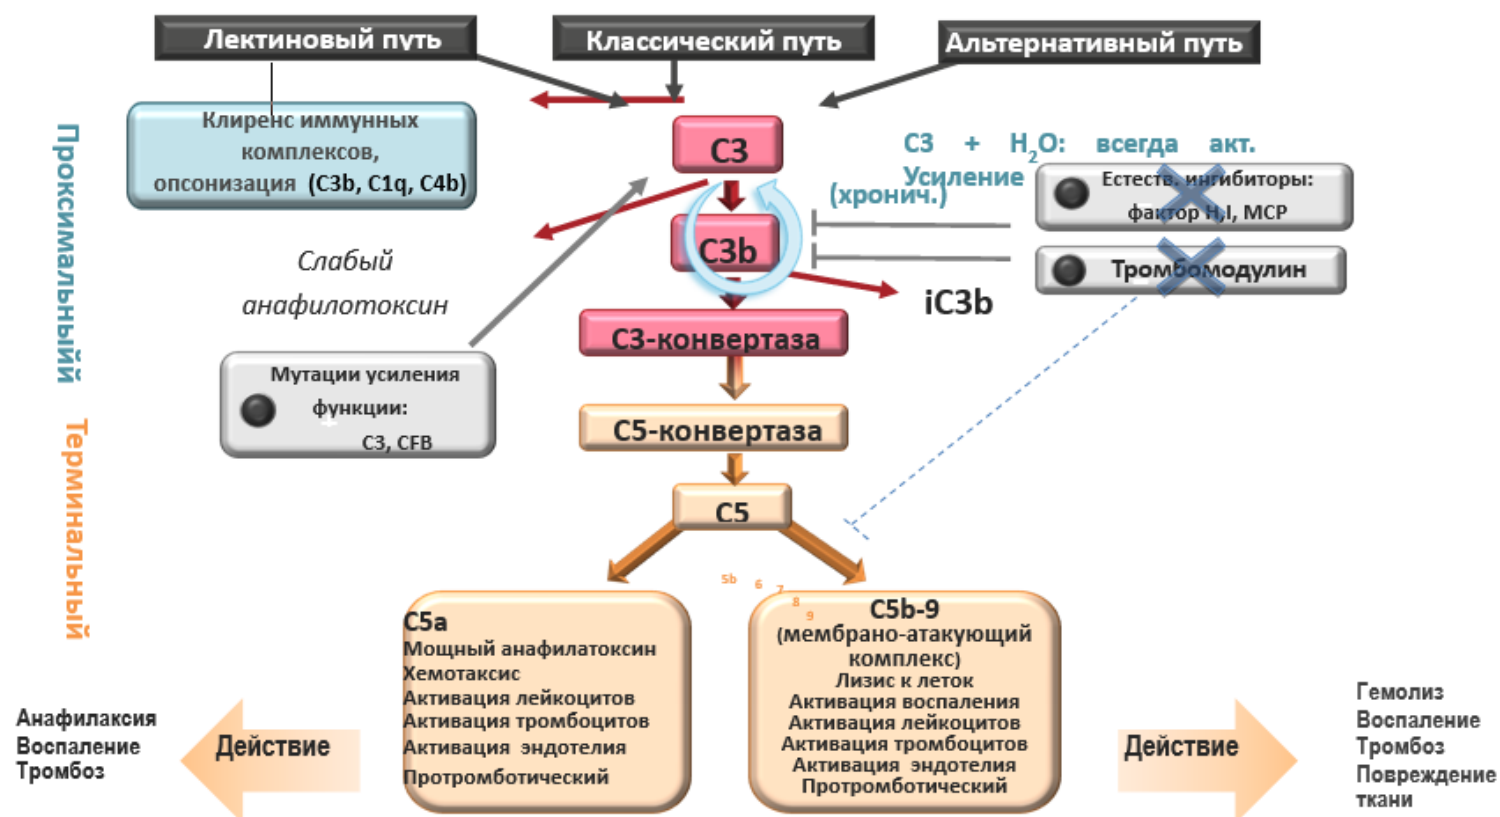 Лектиновый путь
Классический путь
Альтернативный путь
Проксимальныйй
Клиренс иммунных
комплексов,
опсонизация (C3b, C1q, C4b)
C3
C3 + H2O: всегда акт.
Усиление
(хронич.)
Естеств. ингибиторы:
фактор H,I, MCP
C3b
Тромбомодулин
Слабый
анафилотоксин
iC3b
C3-конвертаза
Мутации усиления
функции:
C3, CFB
Терминальный
C5-конвертаза
C5
5b 6 7 8 9
C5a
Мощный анафилатоксин
Хемотаксис
Активация лейкоцитов
Активация тромбоцитов
Активация эндотелия
Протромботический
C5b-9
(мембрано-атакующий
комплекс)
Лизис к леток
Активация воспаления
Активация лейкоцитов
Активация тромбоцитов
Активация эндотелия
Протромботический
Анафилаксия
Воспаление
Тромбоз
Действие
Действие
Гемолиз
Воспаление
Тромбоз
Повреждение
ткани